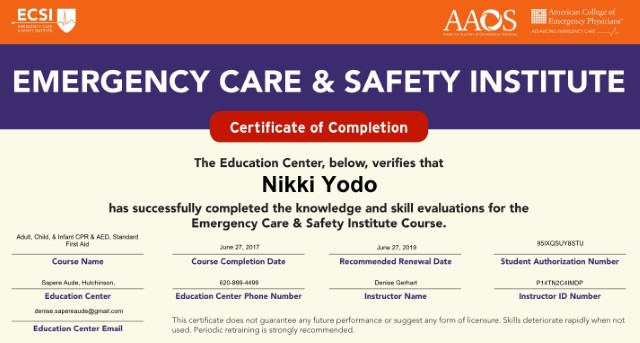 ECSI
EMERGENCY CARE
& SAFETY INSTITUTE
AAOS
American College of
Emergency Physicians®
ADVANCING EMERGENCY CARE
EMERGENCY CARE & SAFETY INSTITUTE
Certificate of Completion
The Education Center, below, verifies that
Nikki Yodo
has successfully completed the knowledge and skill evaluations for the
Emergency Care & Safety Institute Course.
Adult, Child, & Infant CPR & AED, Standard
First Aid
Course Name
June 27, 2017
Course Completion Date
June 27, 2019
Recommended Renewal Date
95IXQSUY8STU
Student Authorization Number
Sapere Aude, Hutchinson,
Education Center
620-899-4499
Education Center Phone Number
Denise Gerhart
Instructor Name
P14TN2C4IMDP
Instructor ID Number
denise.sapereaude@gmail.com
Education Center Email
This certificate does not guarantee any future performance or suggest any form of licensure. Skills deteriorate rapidly when not
used. Periodic retraining is strongly recommended.